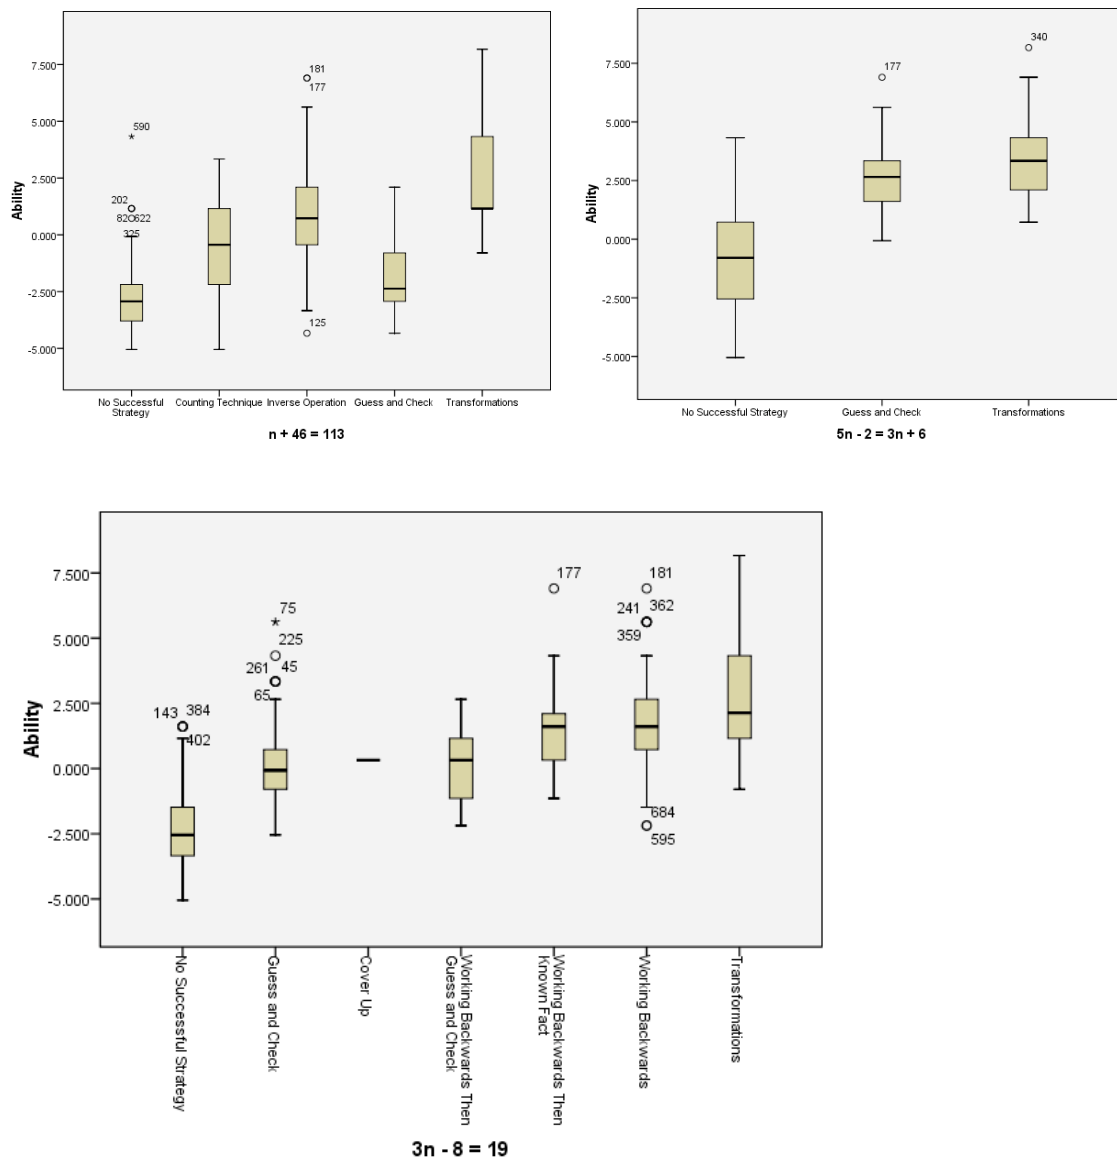 7.500
5.000
2.500
0.000
-2.500
-5.000
Ability
590
202
82 622
325
181
177
125
No Successful
Strategy
Counting Technique
Inverse Operation
Guess and Check
Transformations
n + 46 = 113
7.500
5.000
2.500
0.000
-2.500
-5.000
Ability
177
340
No Successful Strategy
Guess and Check
Transformations
5n - 2 = 3n + 6
7.500
5.000
2.500
0.000
-2.500
-5.000
Ability
143 384
402
75
225
261 45
65
177
181
241 362
359
684
595
No Successful Strategy
Guess and Check
Cover Up
Working Backwards Then
Guess and Check
Working Backwards Then
Known Fact
Working Backwards
Transformations
3n - 8 = 19